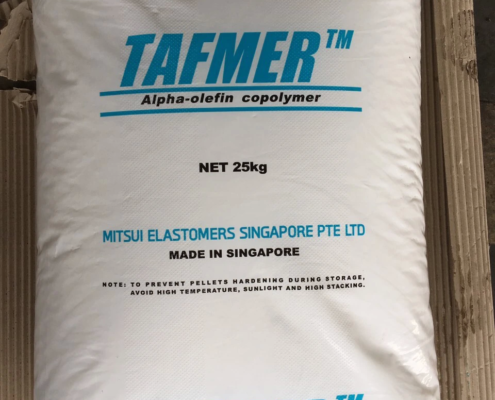 TAFMER™
Alpha-olefin copolymer
NET 25kg
MITSUI ELASTOMERS SINGAPORE PTE LTD
MADE IN SINGAPORE
NOTE: TO PREVENT PELLETS HARDENING DURING STORAGE,
AVOID HIGH TEMPERATURE, SUNLIGHT AND HIGH STACKING.
™